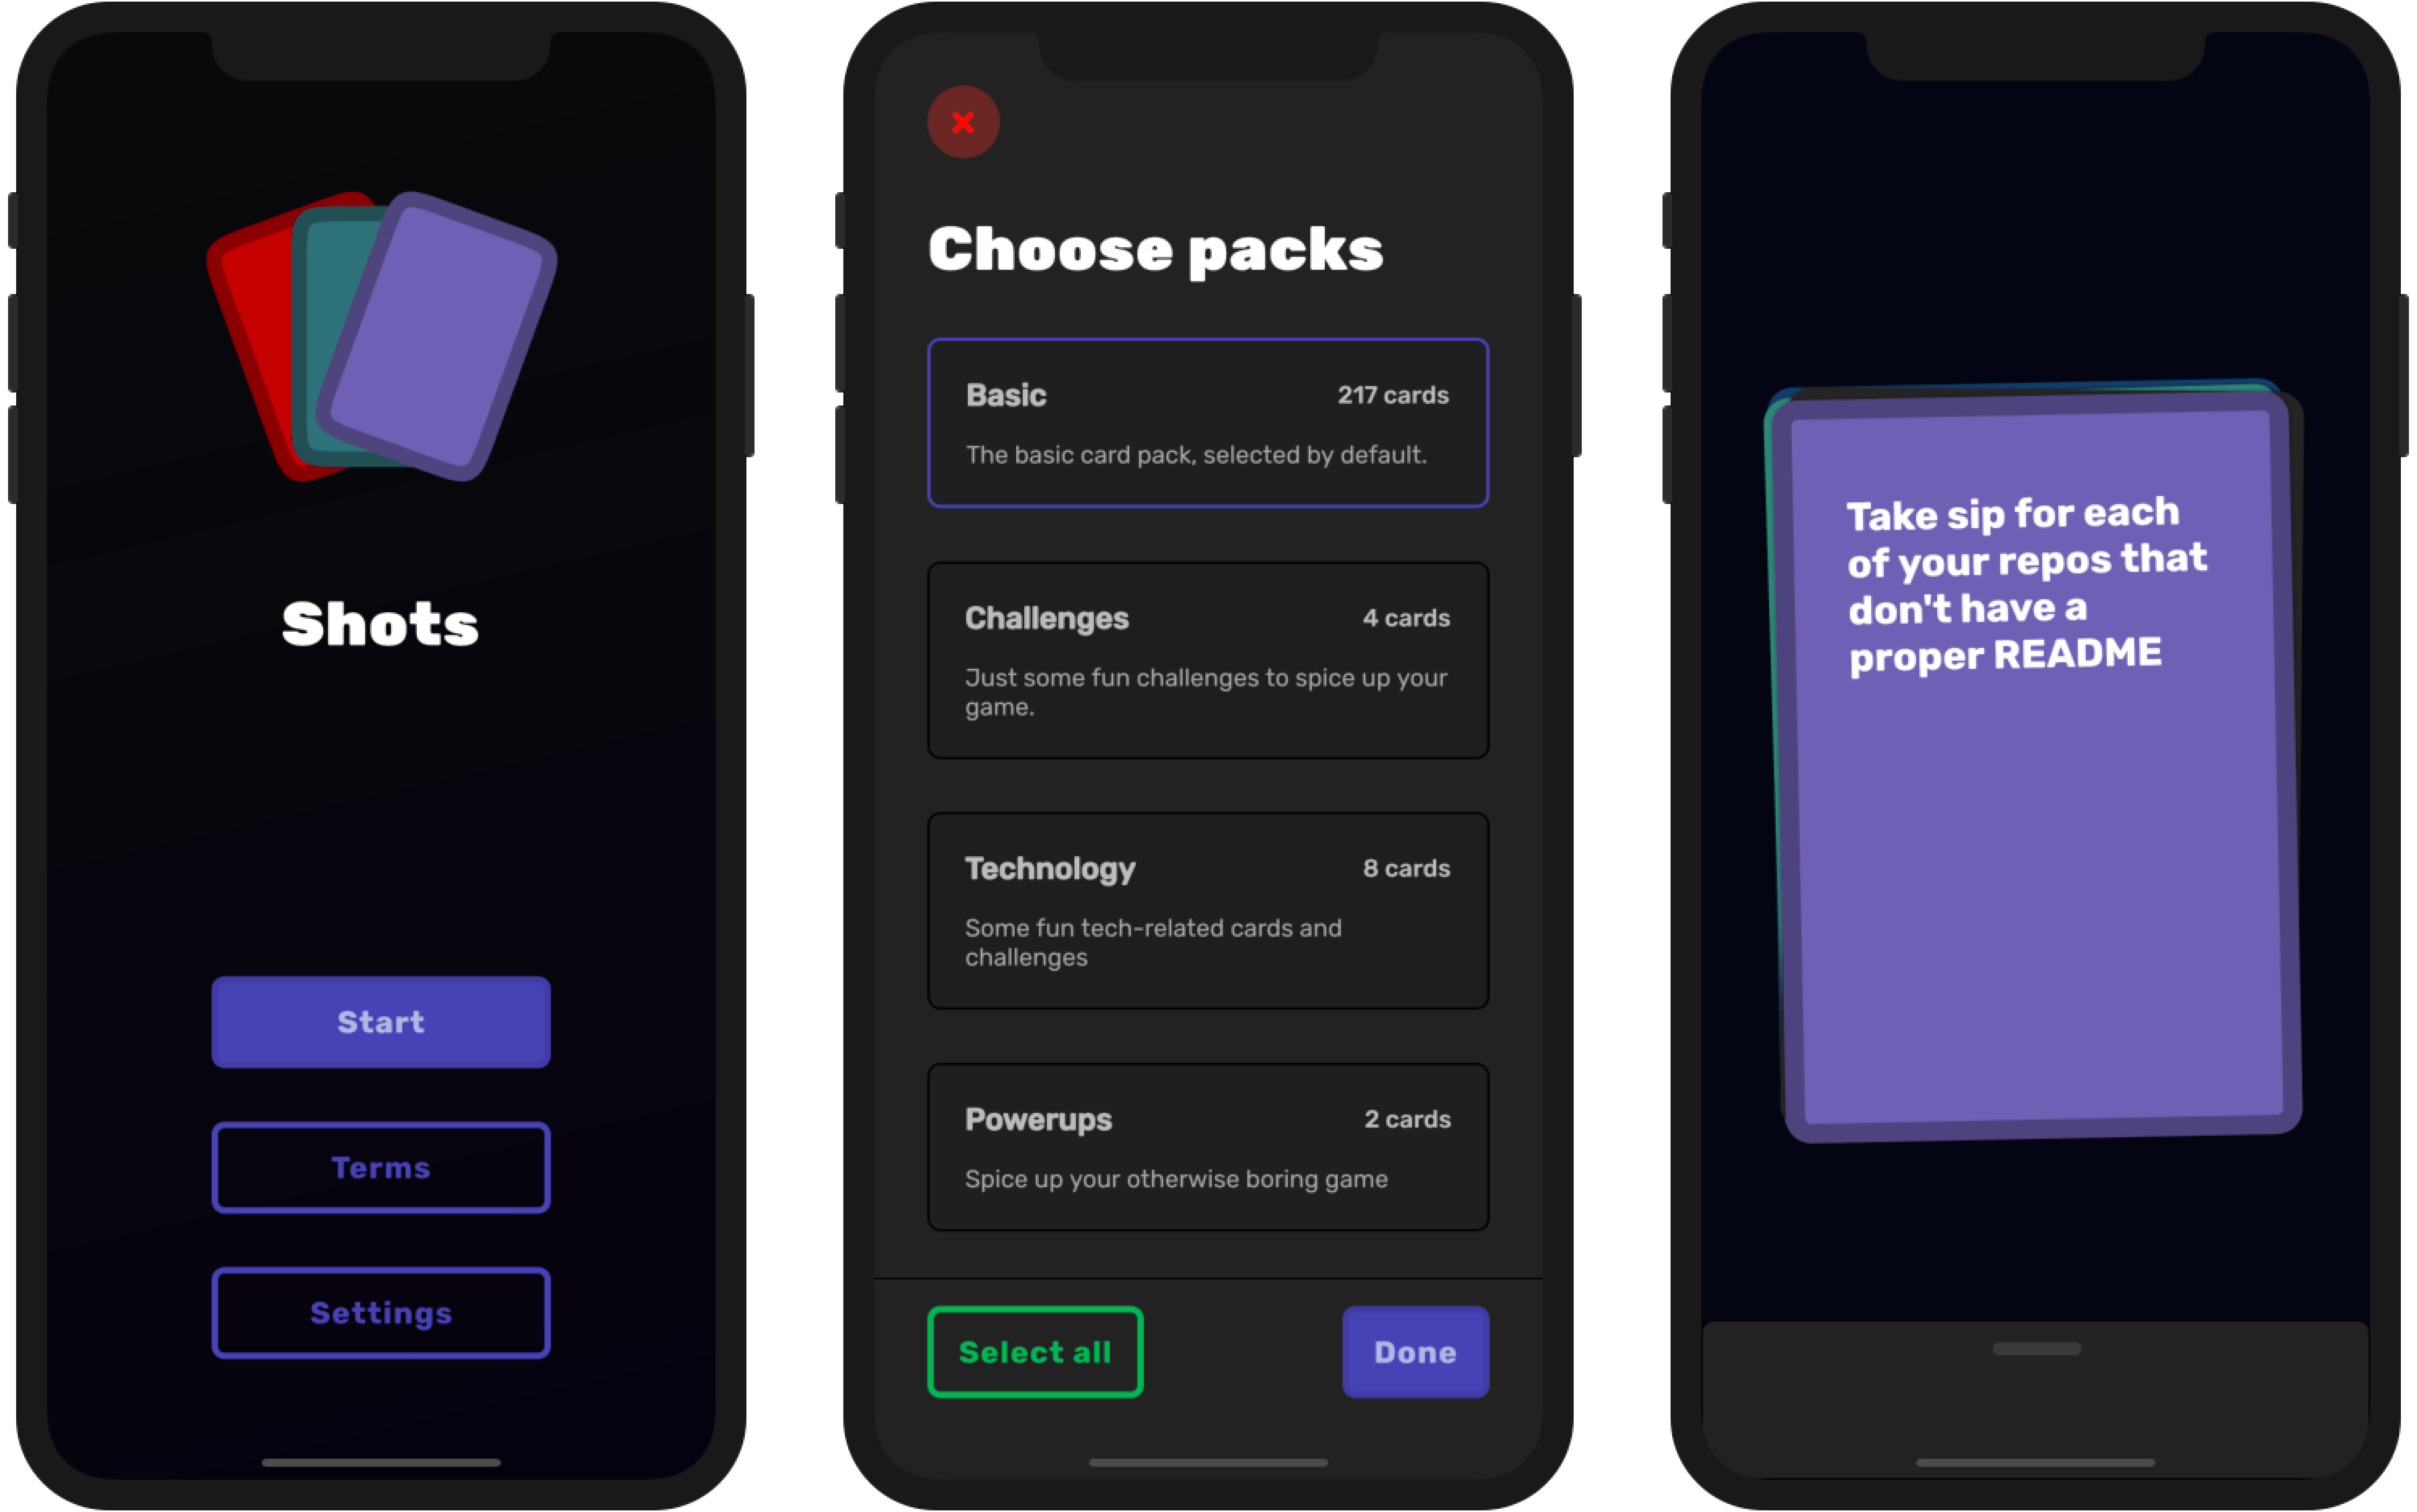 Shots
Start
Terms
Settings
Choose packs
Basic 217 cards
The basic card pack, selected by default.
Challenges 4 cards
Just some fun challenges to spice up your
game.
Technology 8 cards
Some fun tech-related cards and
challenges
Powerups 2 cards
Spice up your otherwise boring game
Select all Done
Take sip for each
of your repos that
don't have a
proper README